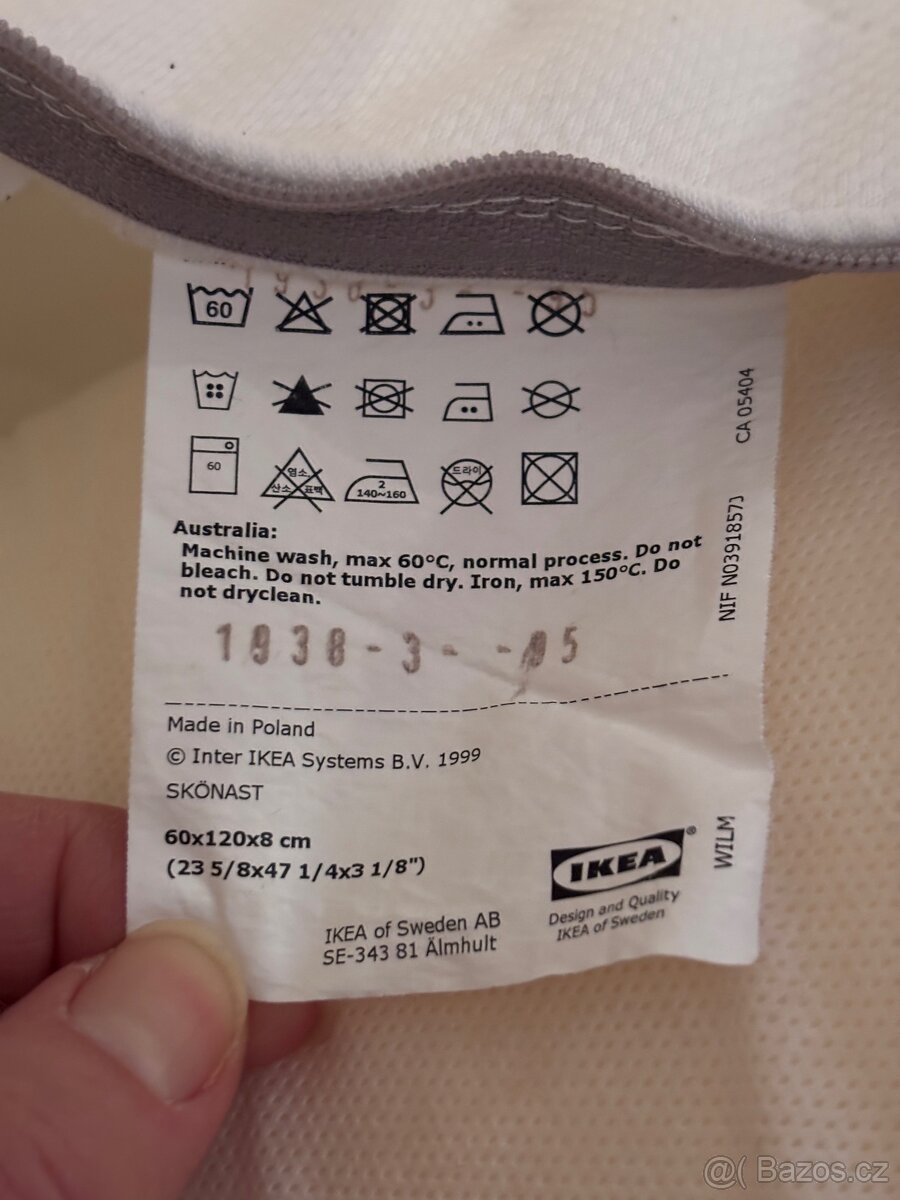 60
60
염소
산소 표백
2
140~160
드라이
Australia:
Machine wash, max 60°C, normal process. Do not
bleach. Do not tumble dry. Iron, max 150°C. Do
not dryclean.
1938-3- - 5
Made in Poland
© Inter IKEA Systems B.V. 1999
SKÖNAST
60x120x8 cm
(23 5/8x47 1/4x3 1/8")
IKEA of Sweden AB
SE-343 81 Älmhult
IKEA®
Design and Quality
IKEA of Sweden
CA 05404
NIF N0391857J
WILM
@( Bazos.cz